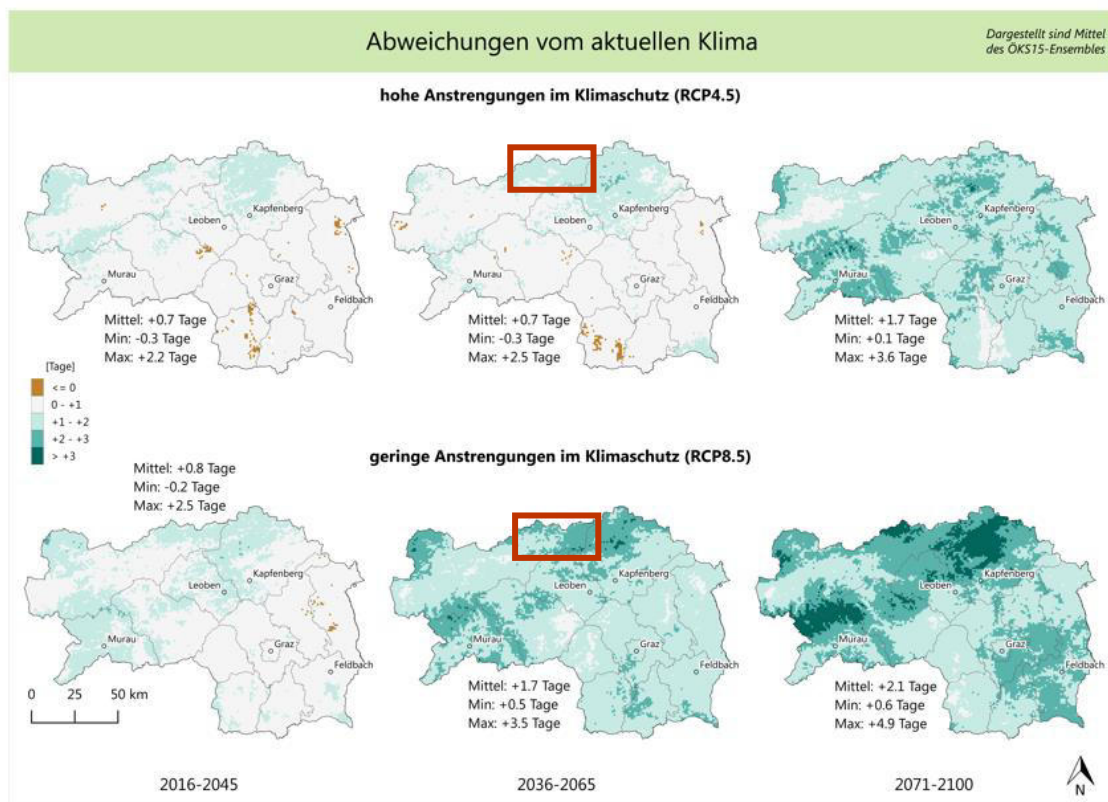 Abweichungen vom aktuellen Klima
Dargestellt sind Mittel
des ÖKS15-Ensembles
hohe Anstrengungen im Klimaschutz (RCP4.5)
Leoben
Kapfenberg
Murau
Graz
Feldbach
Mittel: +0.7 Tage
Min: -0.3 Tage
Max: +2.2 Tage
Leoben
Kapfenberg
Murau
Graz
Feldbach
Mittel: +0.7 Tage
Min: -0.3 Tage
Max: +2.5 Tage
Leoben
Kapfenberg
Murau
Graz
Feldbach
Mittel: +1.7 Tage
Min: +0.1 Tage
Max: +3.6 Tage
[Tage]
<= 0
0 - +1
+1 - +2
+2 - +3
> +3
geringe Anstrengungen im Klimaschutz (RCP8.5)
Mittel: +0.8 Tage
Min: -0.2 Tage
Max: +2.5 Tage
Leoben
Kapfenberg
Murau
Graz
Feldbach
Leoben
Kapfenberg
Murau
Graz
Feldbach
Mittel: +1.7 Tage
Min: +0.5 Tage
Max: +3.5 Tage
Leoben
Kapfenberg
Murau
Graz
Feldbach
Mittel: +2.1 Tage
Min: +0.6 Tage
Max: +4.9 Tage
0 25 50 km
2016-2045
2036-2065
2071-2100
N